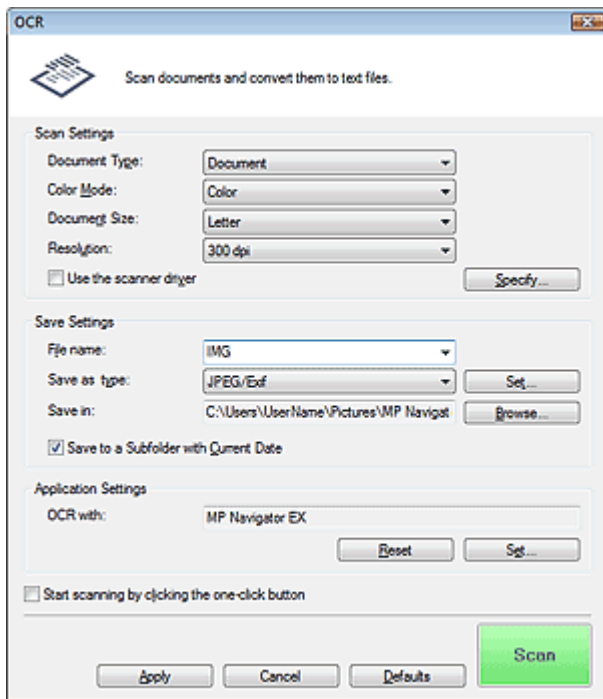 OCR
Scan documents and convert them to text files.
Scan Settings
Document Type: Document
Color Mode: Color
Document Size: Letter
Resolution: 300 dpi
Use the scanner driver Specify...
Save Settings
File name: IMG
Save as type: JPEG/Exif Set...
Save in: C:\Users\UserName\Pictures\MP Navigat Browse...
Save to a Subfolder with Current Date
Application Settings
OCR with: MP Navigator EX
Reset Set...
Start scanning by clicking the one-click button
Scan
Apply Cancel Defaults